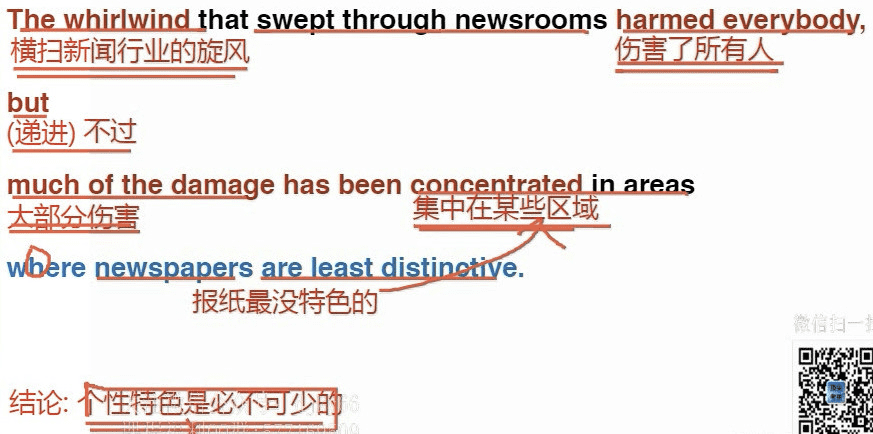 The whirlwind that swept through newsrooms harmed everybody,
横扫新闻行业的旋风 伤害了所有人
but
(递进) 不过
much of the damage has been concentrated in areas
大部分伤害 集中在某些区域
where newspapers are least distinctive.
报纸最没特色的
微信扫一扫
结论: 个性特色是必不可少的